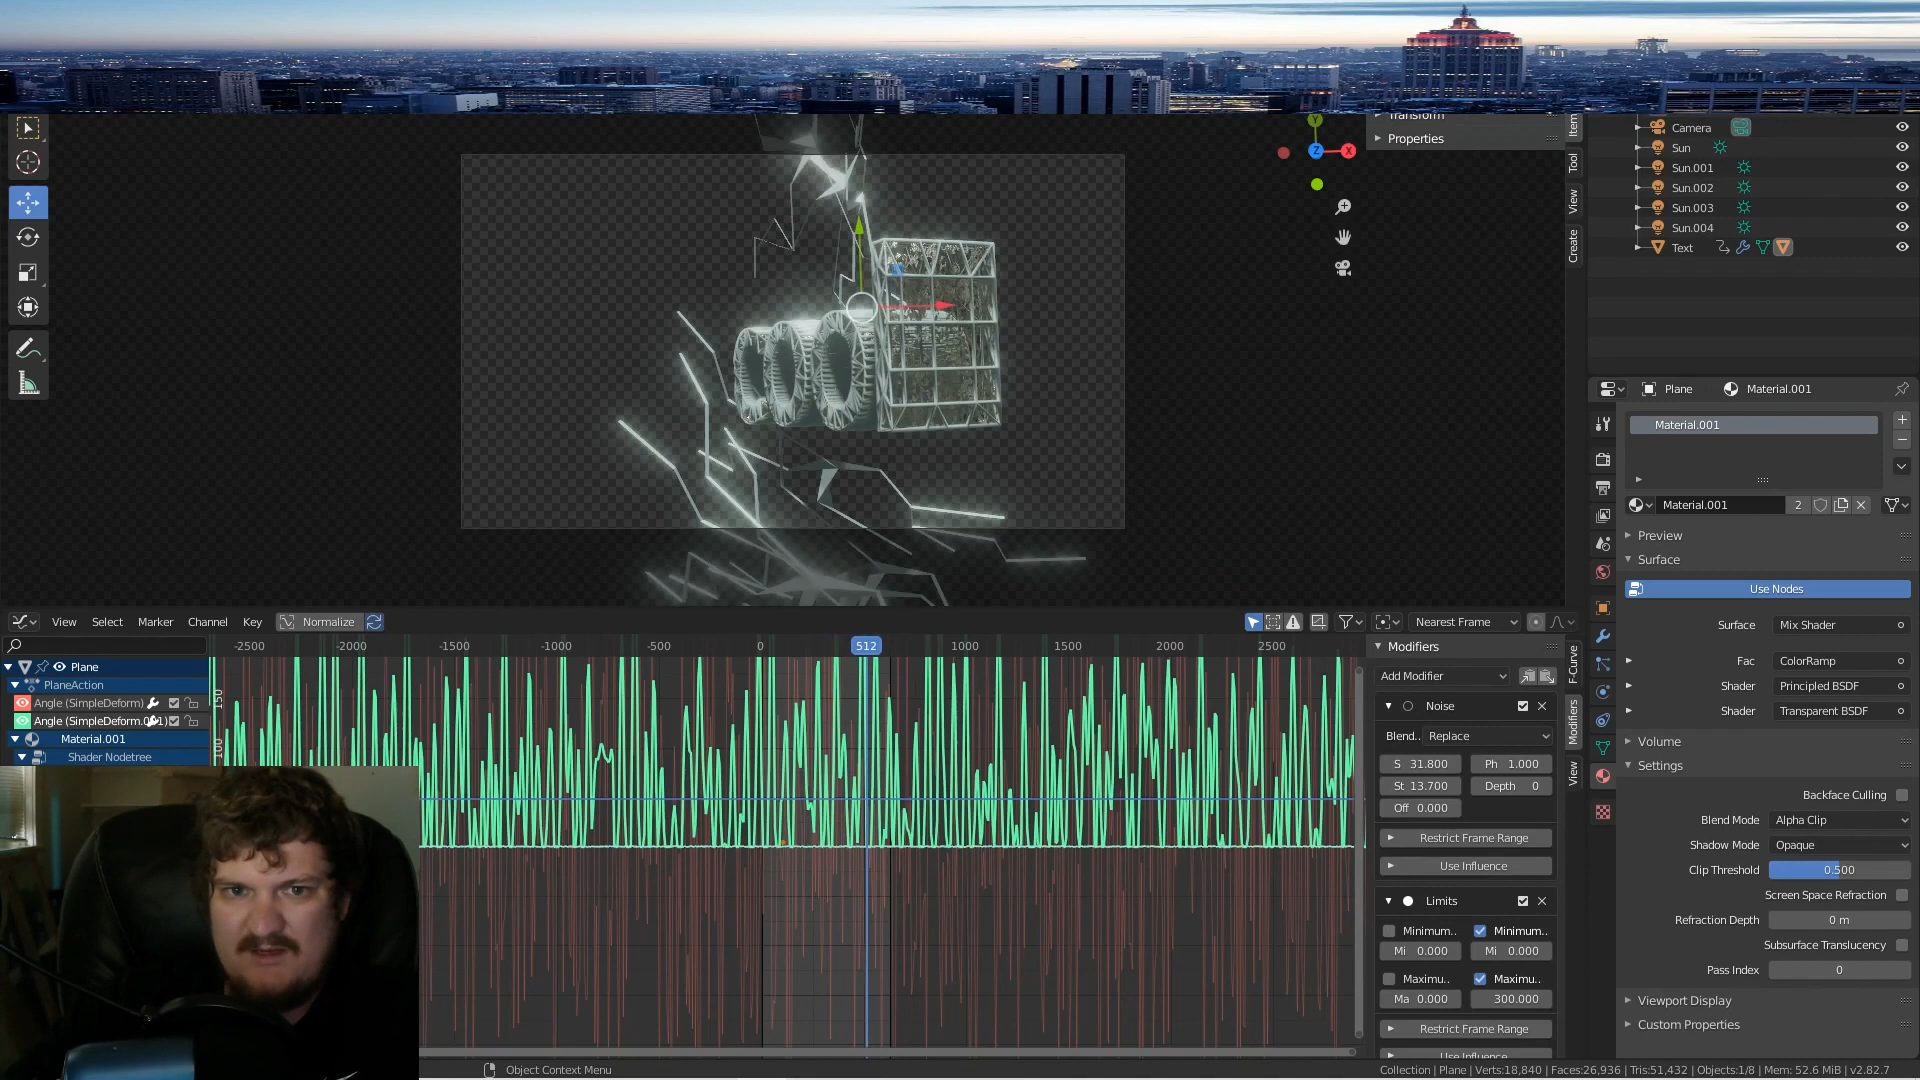 Transform
Properties
Item
Tool
View
Create
Y
Z
X
Camera
Sun
Sun.001
Sun.002
Sun.003
Sun.004
Text
Plane
Material.001
Material.001
Material.001
2
Preview
Surface
Use Nodes
Surface
Mix Shader
Fac
ColorRamp
Shader
Principled BSDF
Shader
Transparent BSDF
Volume
Settings
Backface Culling
Blend Mode
Alpha Clip
Shadow Mode
Opaque
Clip Threshold
0.500
Screen Space Refraction
Refraction Depth
0 m
Subsurface Translucency
Pass Index
0
Viewport Display
Custom Properties
View
Select
Marker
Channel
Key
Normalize
Nearest Frame
-2500
-2000
-1500
-1000
-500
0
512
1000
1500
2000
2500
150
100
Plane
PlaneAction
Angle (SimpleDeform)
Angle (SimpleDeform.001)
Material.001
Shader Nodetree
Modifiers
Add Modifier
Noise
Blend..
Replace
S 31.800
Ph 1.000
St 13.700
Depth 0
Off 0.000
Restrict Frame Range
Use Influence
Limits
Minimum..
Minimum..
Mi 0.000
Mi 0.000
Maximu..
Maximu..
Ma 0.000
300.000
Restrict Frame Range
Use Influence
F-Curve
Modifiers
View
Object Context Menu
Collection | Plane | Verts:18,840 | Faces:26,936 | Tris:51,432 | Objects:1/8 | Mem: 52.6 MiB | v2.82.7